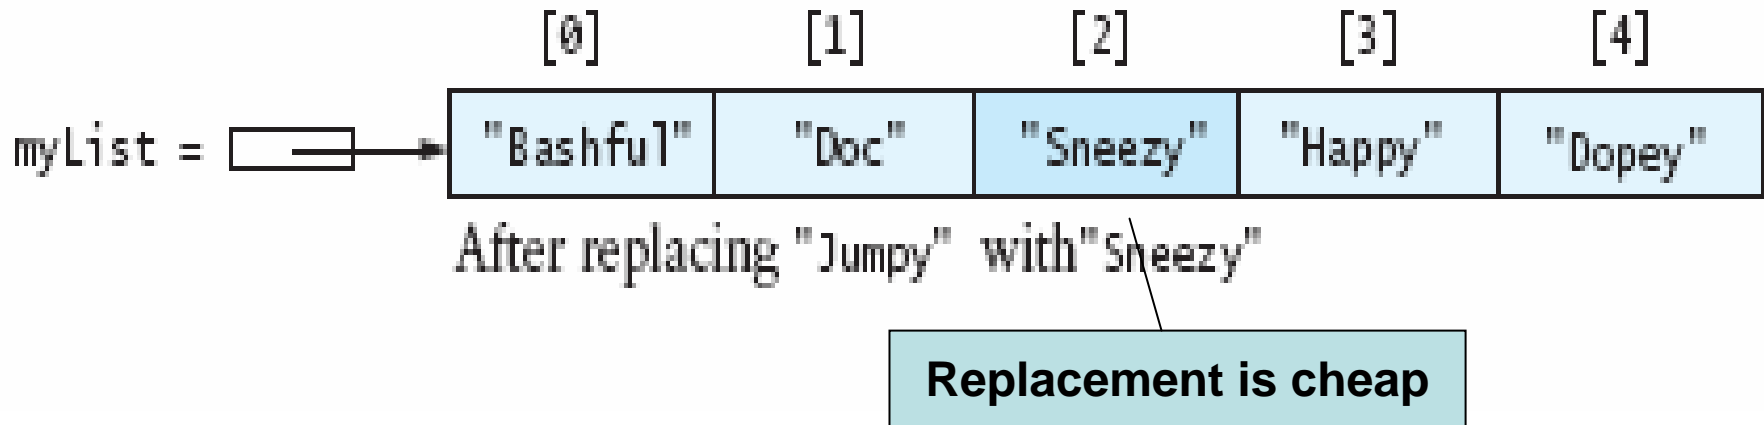 [0] [1] [2] [3] [4]
myList = "Bashful" "Doc" "Sneezy" "Happy" "Dopey"
After replacing "Jumpy" with"Sneezy"
Replacement is cheap